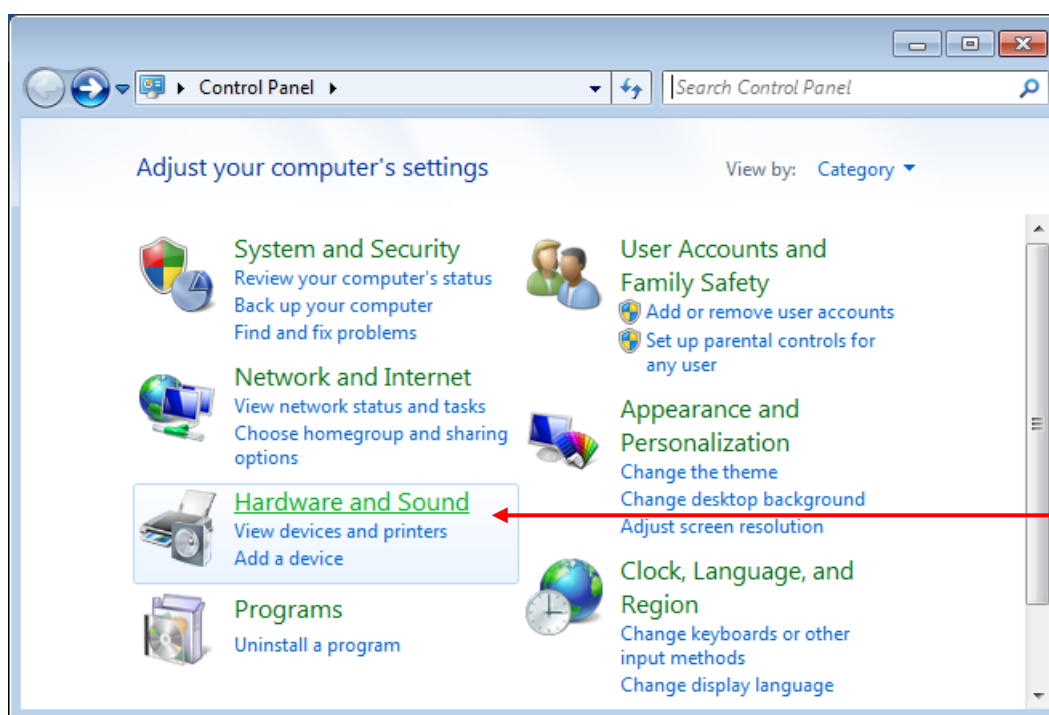 Control Panel
Search Control Panel
Adjust your computer's settings
View by: Category
System and Security
Review your computer's status
Back up your computer
Find and fix problems
Network and Internet
View network status and tasks
Choose homegroup and sharing
options
Hardware and Sound
View devices and printers
Add a device
Programs
Uninstall a program
User Accounts and
Family Safety
Add or remove user accounts
Set up parental controls for
any user
Appearance and
Personalization
Change the theme
Change desktop background
Adjust screen resolution
Clock, Language, and
Region
Change keyboards or other
input methods
Change display language